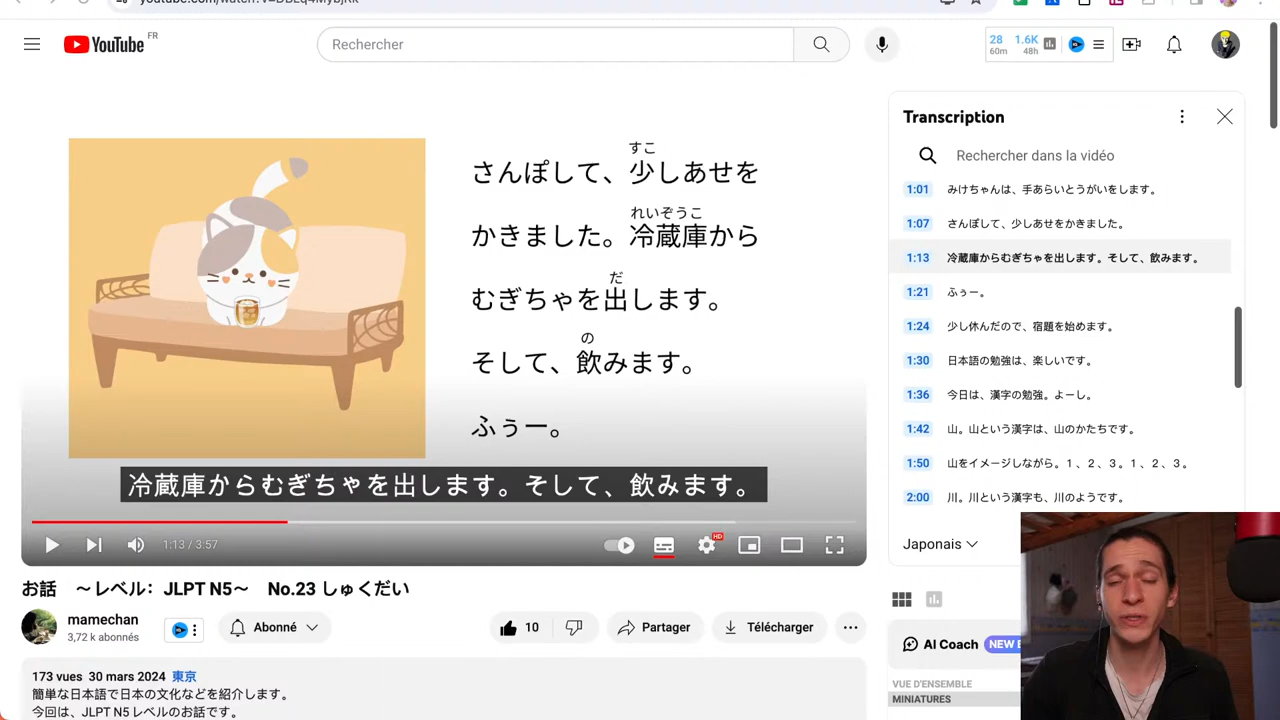 YouTube FR
Rechercher
28 1.6K
60m 48h
すこ
さんぽして、少しあせを
れいぞうこ
かきました。冷蔵庫から
だ
むぎちゃを出します。
の
そして、飲みます。
ふぅー。
冷蔵庫からむぎちゃを出します。そして、飲みます。
1:13 / 3:57
HD
お話 ～レベル：JLPT N5～ No.23 しゅくだい
mamechan
3,72 k abonnés
Abonné
10
Partager
Télécharger
173 vues 30 mars 2024 東京
簡単な日本語で日本の文化などを紹介します。
今回は、JLPT N5レベルのお話です。
Transcription
Rechercher dans la vidéo
1:01 みけちゃんは、手あらいとうがいをします。
1:07 さんぽして、少しあせをかきました。
1:13 冷蔵庫からむぎちゃを出します。そして、飲みます。
1:21 ふぅー。
1:24 少し休んだので、宿題を始めます。
1:30 日本語の勉強は、楽しいです。
1:36 今日は、漢字の勉強。よーし。
1:42 山。山という漢字は、山のかたちです。
1:50 山をイメージしながら。１、２、３。１、２、３。
2:00 川。川という漢字も、川のようです。
Japonais
AI Coach NEW
VUE D'ENSEMBLE
MINIATURES